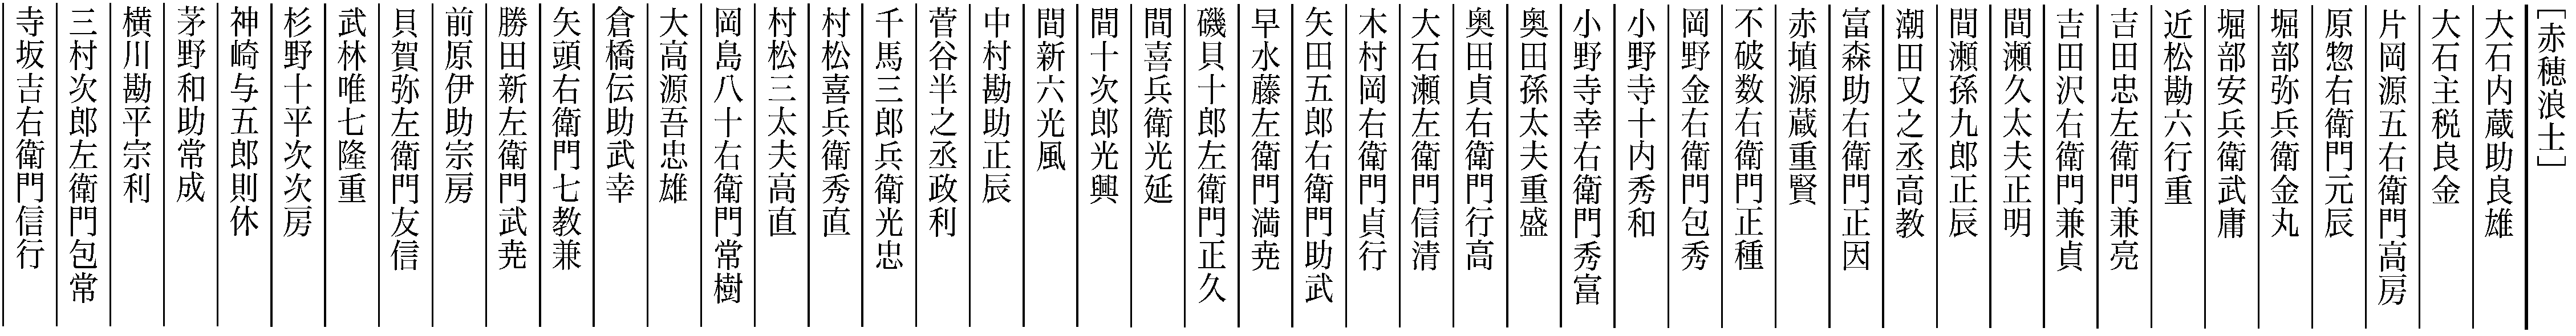 ［赤穂浪士］
大石内蔵助良雄
大石主税良金
片岡源五右衛門高房
原惣右衛門元辰
堀部弥兵衛金丸
堀部安兵衛武庸
近松勘六行重
吉田忠左衛門兼亮
吉田沢右衛門兼貞
間瀬久太夫正明
間瀬孫九郎正辰
潮田又之丞高教
富森助右衛門正因
赤埴源蔵重賢
不破数右衛門正種
岡野金右衛門包秀
小野寺十内秀和
小野寺幸右衛門秀富
奥田孫太夫重盛
奥田貞右衛門行高
大石瀬左衛門信清
木村岡右衛門貞行
矢田五郎右衛門助武
早水藤左衛門満尭
磯貝十郎左衛門正久
間喜兵衛光延
間十次郎光興
間新六光風
中村勘助正辰
菅谷半之丞政利
千馬三郎兵衛光忠
村松喜兵衛秀直
村松三太夫高直
岡島八十右衛門常樹
大高源吾忠雄
倉橋伝助武幸
矢頭右衛門七教兼
勝田新左衛門武尭
前原伊助宗房
貝賀弥左衛門友信
武林唯七隆重
杉野十平次次房
神崎与五郎則休
茅野和助常成
横川勘平宗利
三村次郎左衛門包常
寺坂吉右衛門信行